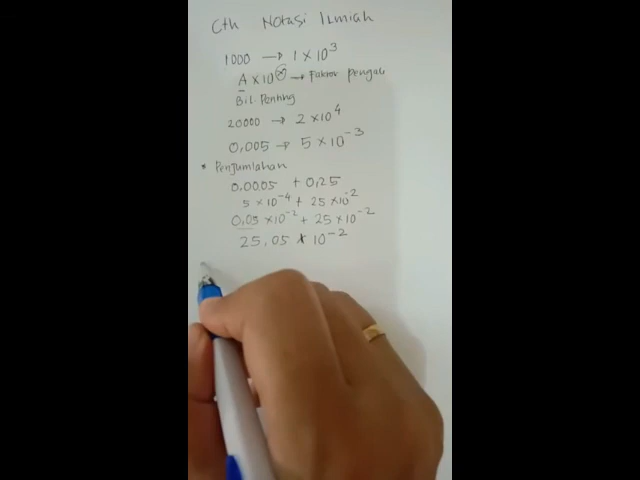 Cth Notasi Ilmiah
1000 → 1 × 10³
A × 10ⓧ → Faktor pengali
Bil. Penting
20000 → 2 × 10⁴
0,005 → 5 × 10⁻³
* Penjumlahan
0,0005 + 0,25
5 × 10⁻⁴ + 25 × 10⁻²
0,05 × 10⁻² + 25 × 10⁻²
25,05 × 10⁻²